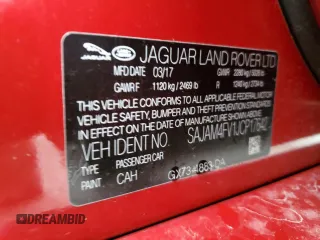 JAGUAR LAND ROVER LTD
MFD DATE 03/17 GVWR
GAWR F 1120 kg / 2469 lb R
THIS VEHICLE CONFORMS TO ALL APPLICABLE FEDERAL MOTOR
VEHICLE SAFETY, BUMPER, AND THEFT PREVENTION STANDARDS
IN EFFECT ON THE DATE OF MANUFACTURE SHOWN ABOVE.
VEH IDENT NO.
TYPE PASSENGER CAR
PAINT CAH
DREAMBID